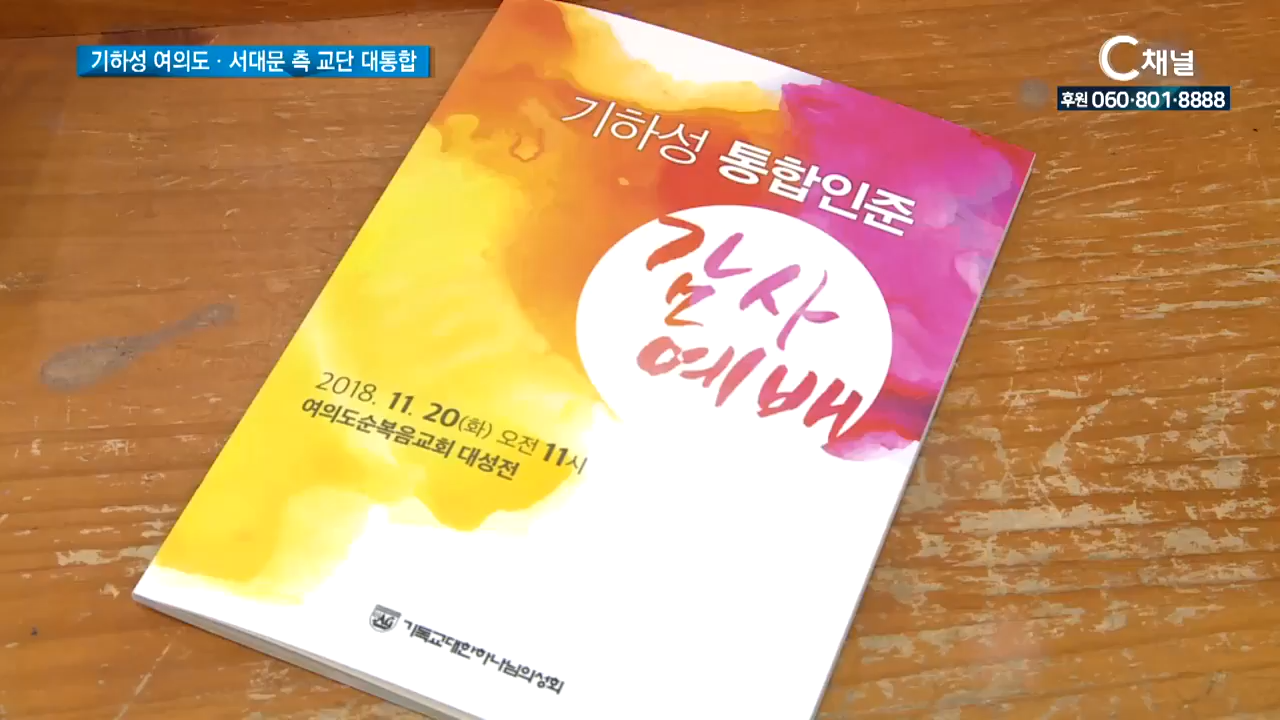 기하성 여의도 · 서대문 측 교단 대통합
C채널
후원 060·801·8888
기하성 통합인준
감사
예배
2018. 11. 20(화) 오전 11시
여의도순복음교회 대성전
AG 기독교대한하나님의성회